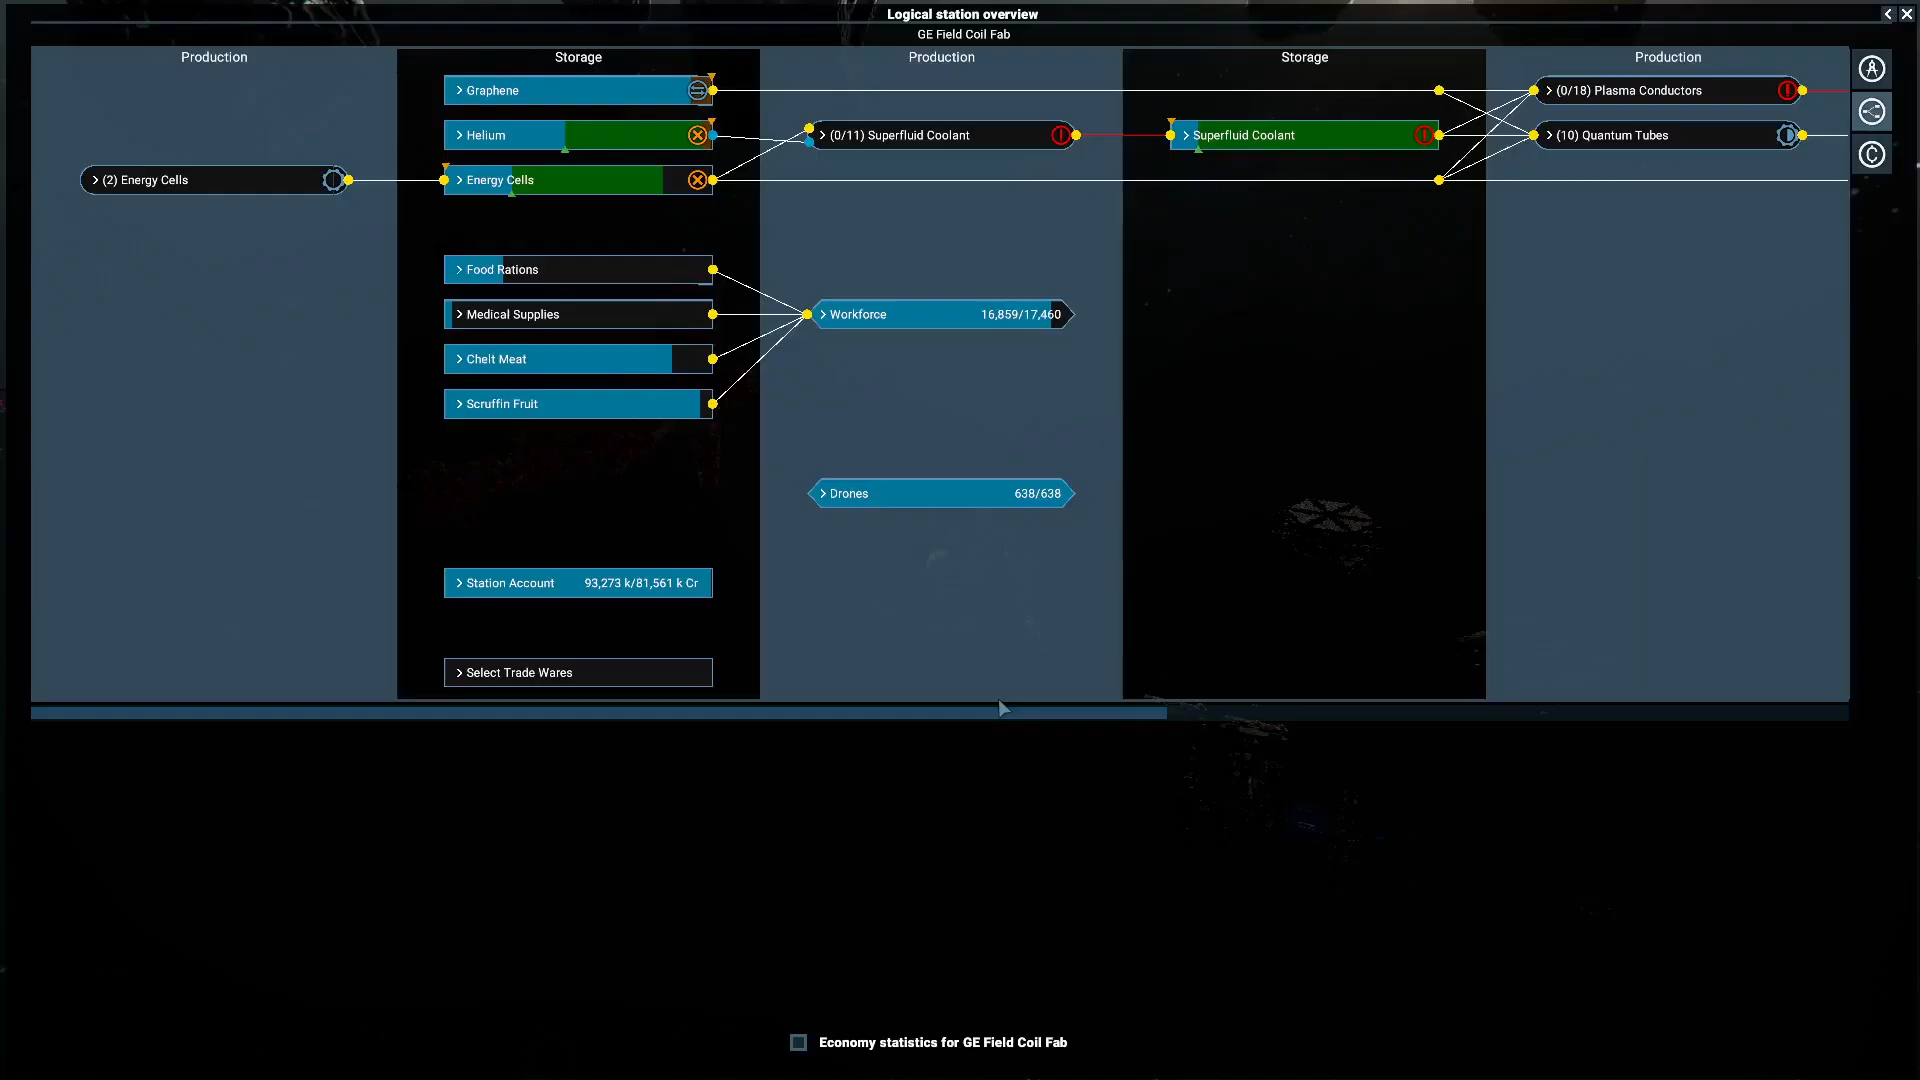 Logical station overview
GE Field Coil Fab
Production
Storage
Production
Storage
Production
Graphene
(0/18) Plasma Conductors
Helium
(0/11) Superfluid Coolant
Superfluid Coolant
(10) Quantum Tubes
(2) Energy Cells
Energy Cells
Food Rations
Medical Supplies
Workforce 16,859/17,460
Chelt Meat
Scruffin Fruit
Drones 638/638
Station Account 93,273 k/81,561 k Cr
Select Trade Wares
Economy statistics for GE Field Coil Fab